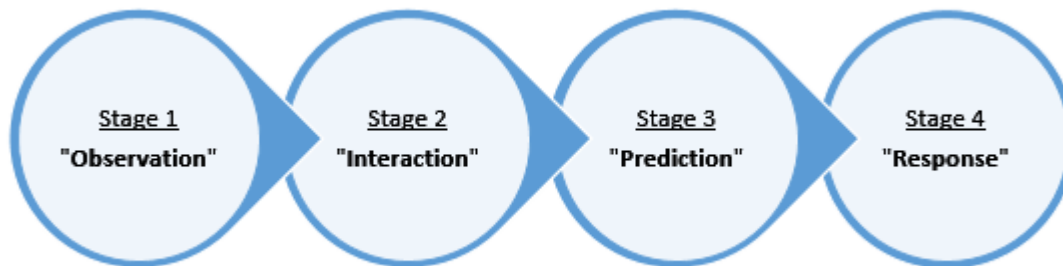 Stage 1
"Observation"
Stage 2
"Interaction"
Stage 3
"Prediction"
Stage 4
"Response"